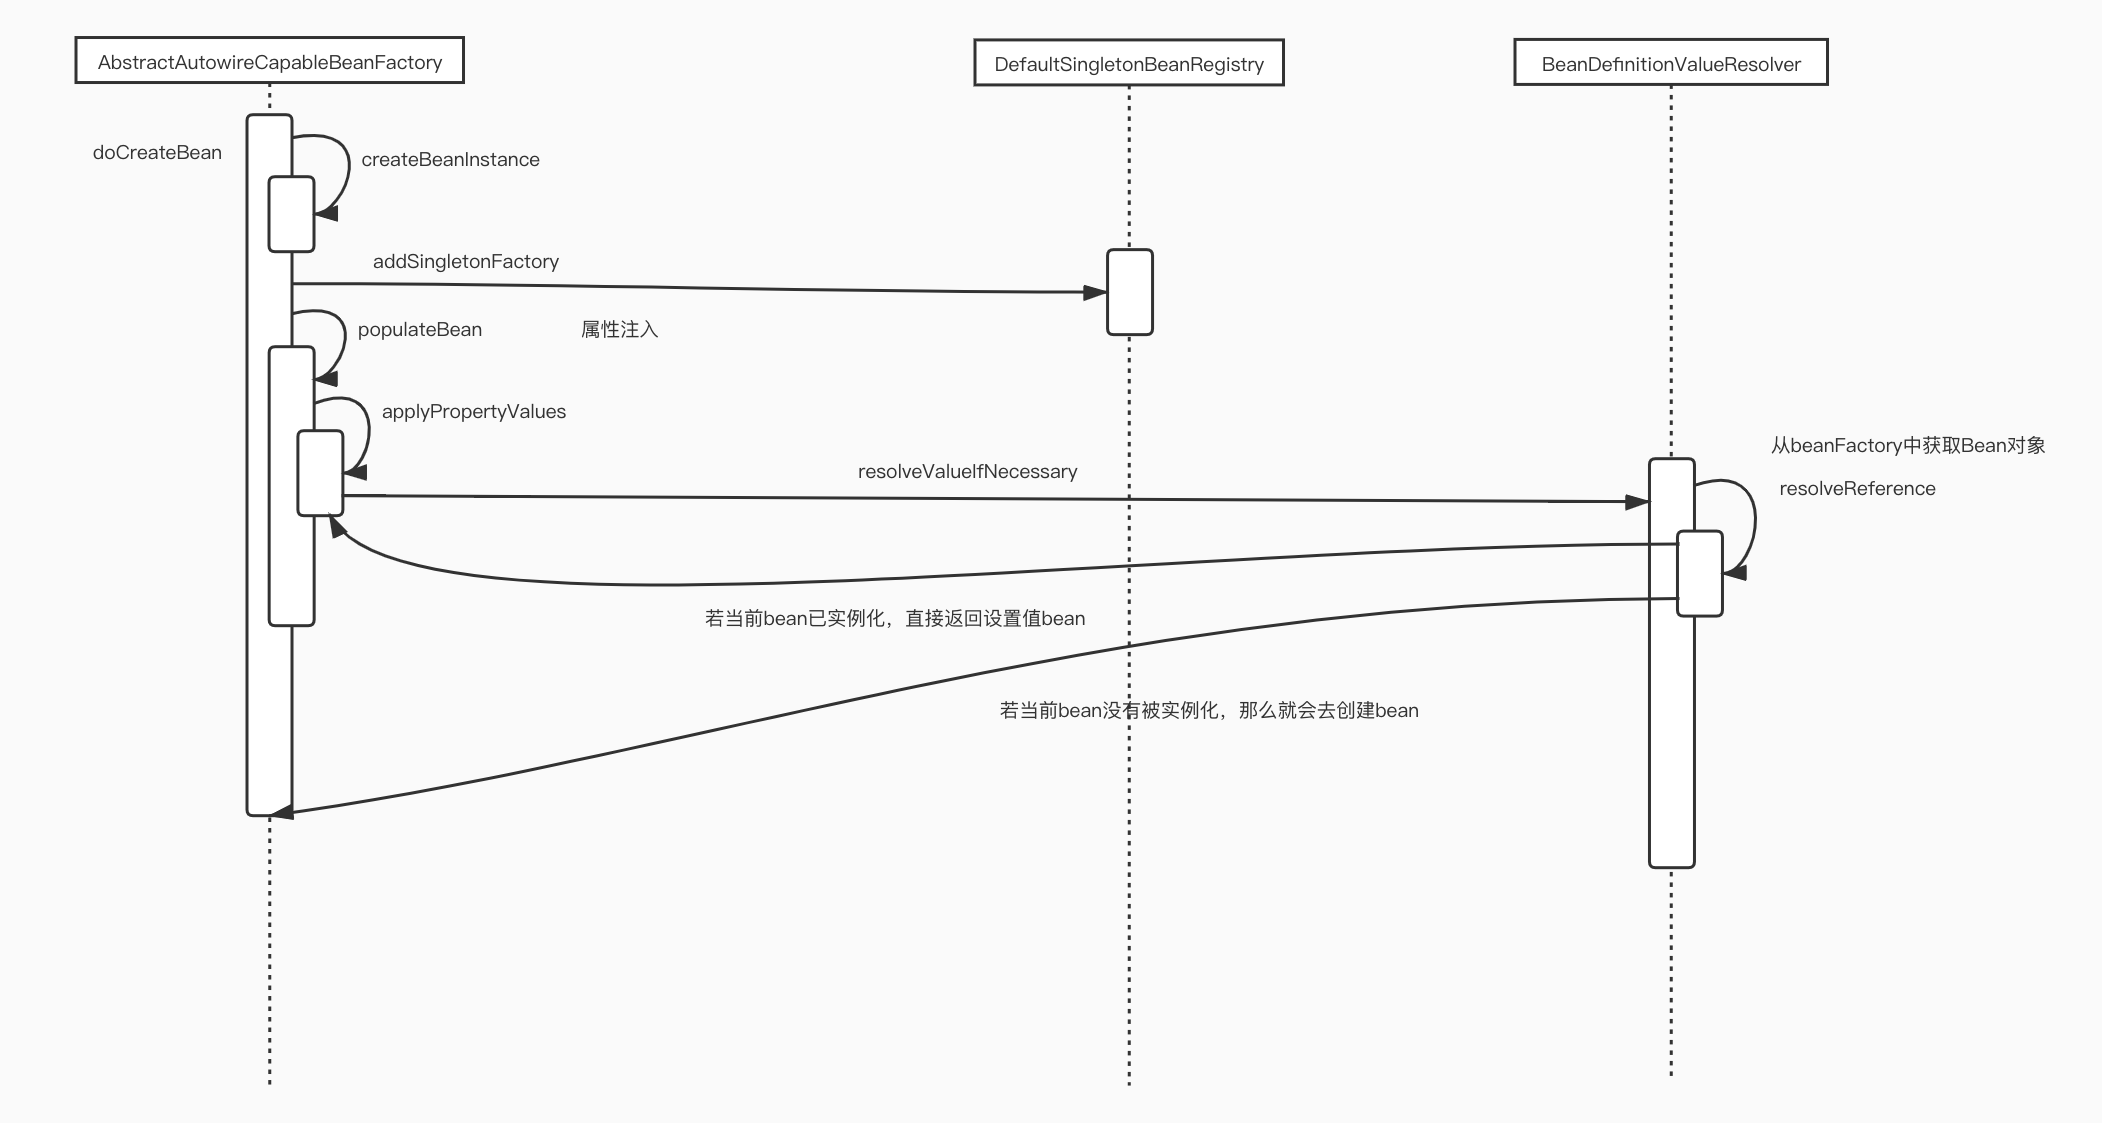 AbstractAutowireCapableBeanFactory
DefaultSingletonBeanRegistry
BeanDefinitionValueResolver
doCreateBean
createBeanInstance
addSingletonFactory
populateBean
属性注入
applyPropertyValues
从beanFactory中获取Bean对象
resolveValueIfNecessary
resolveReference
若当前bean已实例化，直接返回设置值bean
若当前bean没有被实例化，那么就会去创建bean